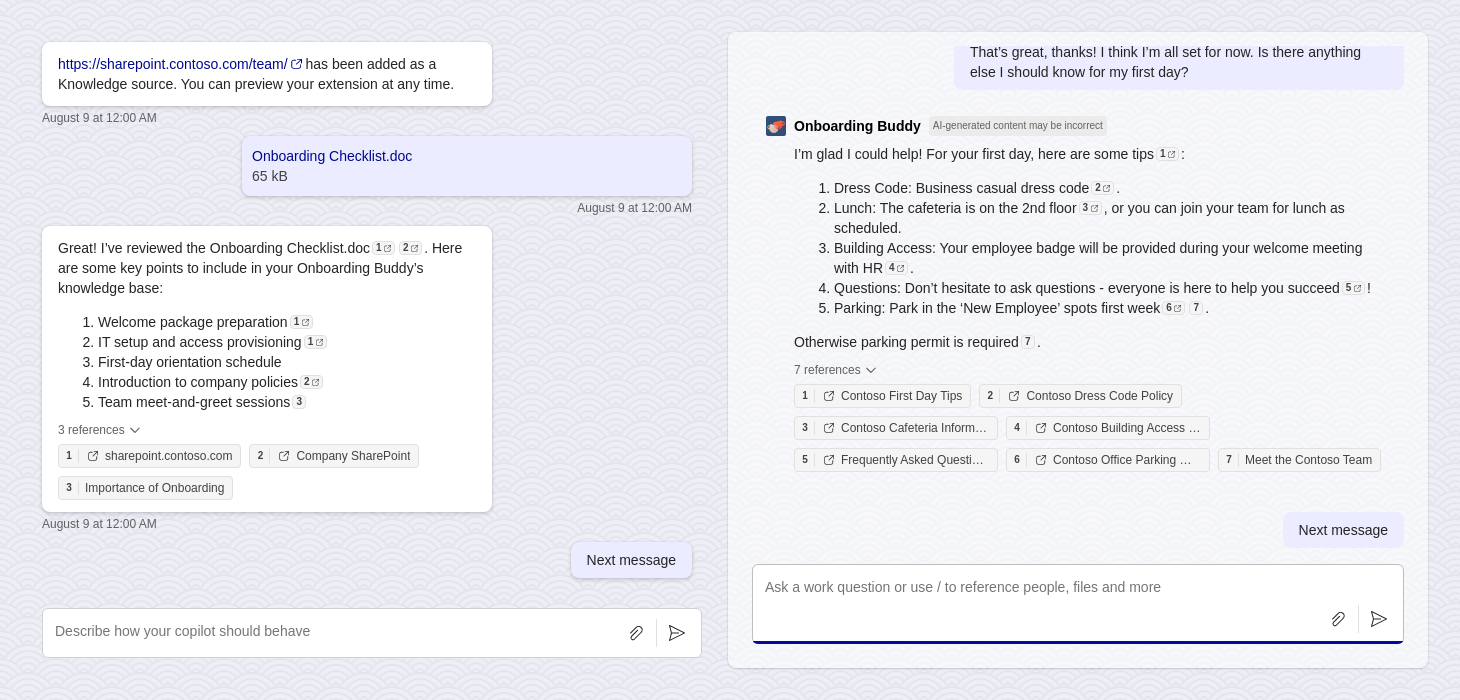 https://sharepoint.contoso.com/team/ has been added as a
Knowledge source. You can preview your extension at any time.
August 9 at 12:00 AM
Onboarding Checklist.doc
65 kB
August 9 at 12:00 AM
Great! I’ve reviewed the Onboarding Checklist.doc 1 2 . Here
are some key points to include in your Onboarding Buddy’s
knowledge base:
1. Welcome package preparation 1
2. IT setup and access provisioning 1
3. First-day orientation schedule
4. Introduction to company policies 2
5. Team meet-and-greet sessions 3
3 references
1 sharepoint.contoso.com 2 Company SharePoint
3 Importance of Onboarding
August 9 at 12:00 AM
Next message
Describe how your copilot should behave
That’s great, thanks! I think I’m all set for now. Is there anything
else I should know for my first day?
Onboarding Buddy AI-generated content may be incorrect
I’m glad I could help! For your first day, here are some tips 1 :
1. Dress Code: Business casual dress code 2 .
2. Lunch: The cafeteria is on the 2nd floor 3 , or you can join your team for lunch as
scheduled.
3. Building Access: Your employee badge will be provided during your welcome meeting
with HR 4 .
4. Questions: Don’t hesitate to ask questions - everyone is here to help you succeed 5 !
5. Parking: Park in the ‘New Employee’ spots first week 6 7 .
Otherwise parking permit is required 7 .
7 references
1 Contoso First Day Tips 2 Contoso Dress Code Policy
3 Contoso Cafeteria Inform… 4 Contoso Building Access …
5 Frequently Asked Questi… 6 Contoso Office Parking … 7 Meet the Contoso Team
Next message
Ask a work question or use / to reference people, files and more